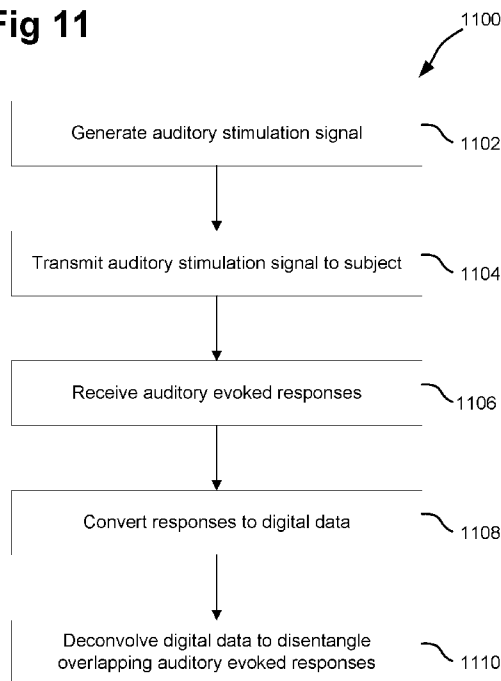 Fig 11
1100
Generate auditory stimulation signal
1102
Transmit auditory stimulation signal to subject
1104
Receive auditory evoked responses
1106
Convert responses to digital data
1108
Deconvolve digital data to disentangle
overlapping auditory evoked responses
1110